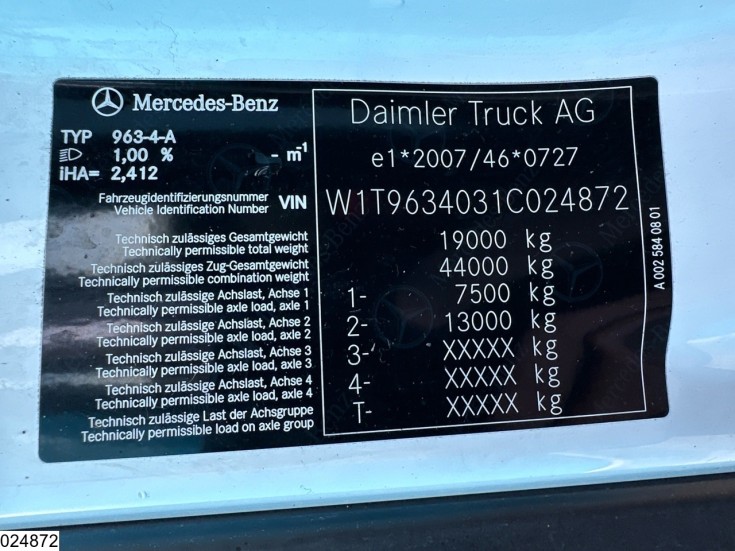 Mercedes-Benz
TYP 963-4-A
1,00 % - m⁻¹
iHA= 2,412
Daimler Truck AG
e1*2007/46*0727
Fahrzeugidentifizierungsnummer
Vehicle Identification Number VIN W1T9634031C024872
Technisch zulässiges Gesamtgewicht
Technically permissible total weight 19000 kg
Technisch zulässiges Zug-Gesamtgewicht
Technically permissible combination weight 44000 kg
Technisch zulässige Achslast, Achse 1
Technically permissible axle load, axle 1 1- 7500 kg
Technisch zulässige Achslast, Achse 2
Technically permissible axle load, axle 2 2- 13000 kg
Technisch zulässige Achslast, Achse 3
Technically permissible axle load, axle 3 3- XXXXX kg
Technisch zulässige Achslast, Achse 4
Technically permissible axle load, axle 4 4- XXXXX kg
Technisch zulässige Last der Achsgruppe
Technically permissible load on axle group T- XXXXX kg
A 002 584 08 01
024872